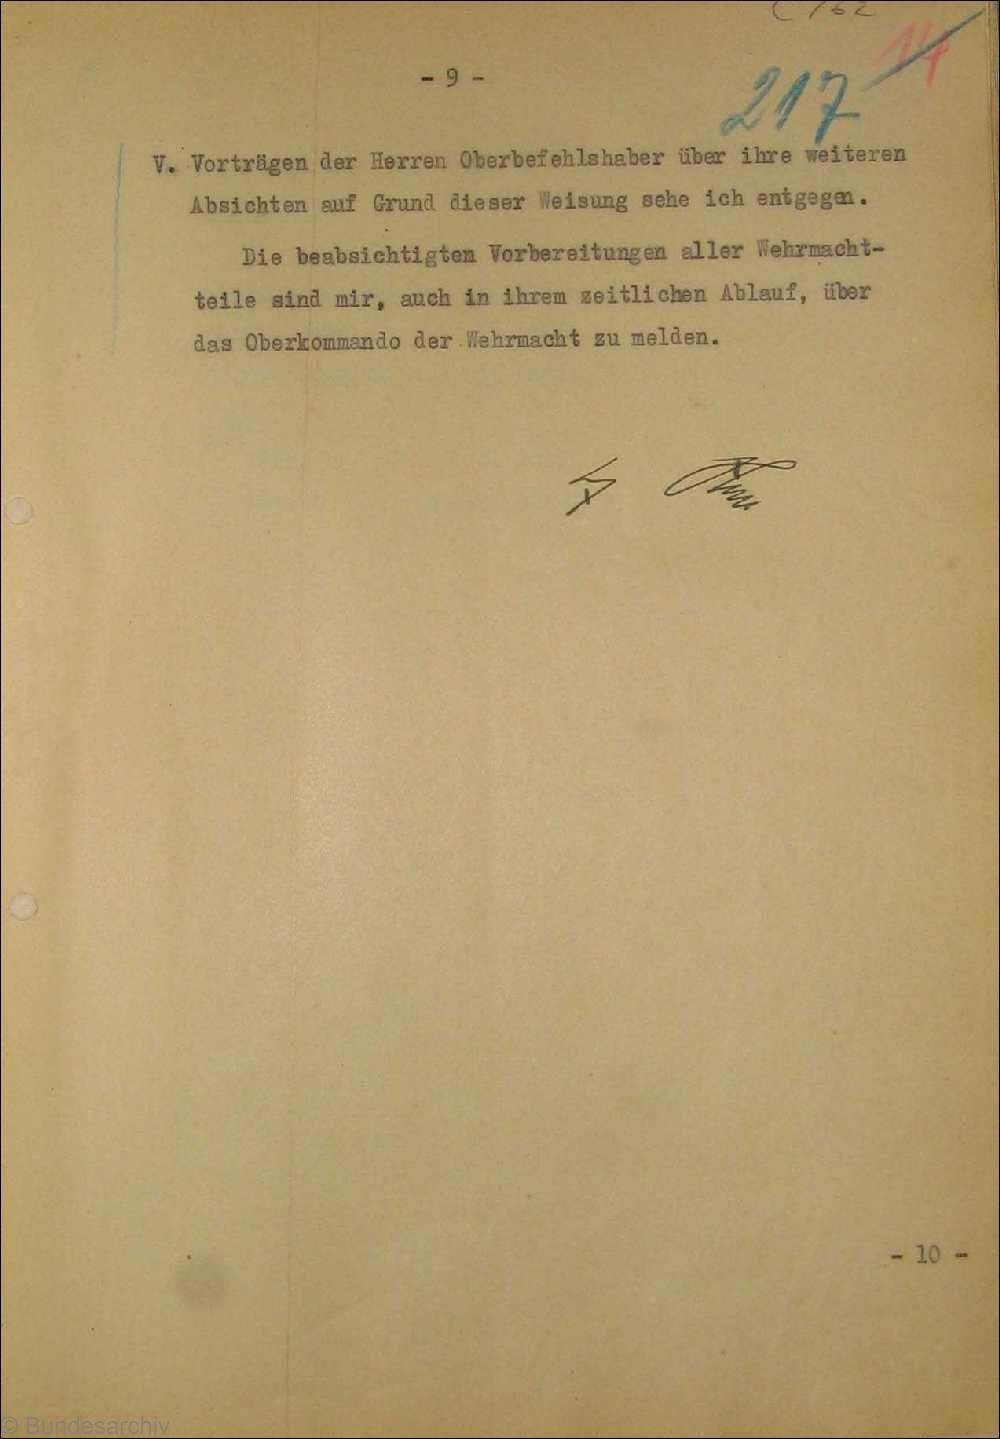 - 9 -
217
14
V. Vorträgen der Herren Oberbefehlshaber über ihre weiteren
Absichten auf Grund dieser Weisung sehe ich entgegen.
Die beabsichtigten Vorbereitungen aller Wehrmacht-
teile sind mir, auch in ihrem zeitlichen Ablauf, über
das Oberkommando der Wehrmacht zu melden.
- 10 -
© Bundesarchiv